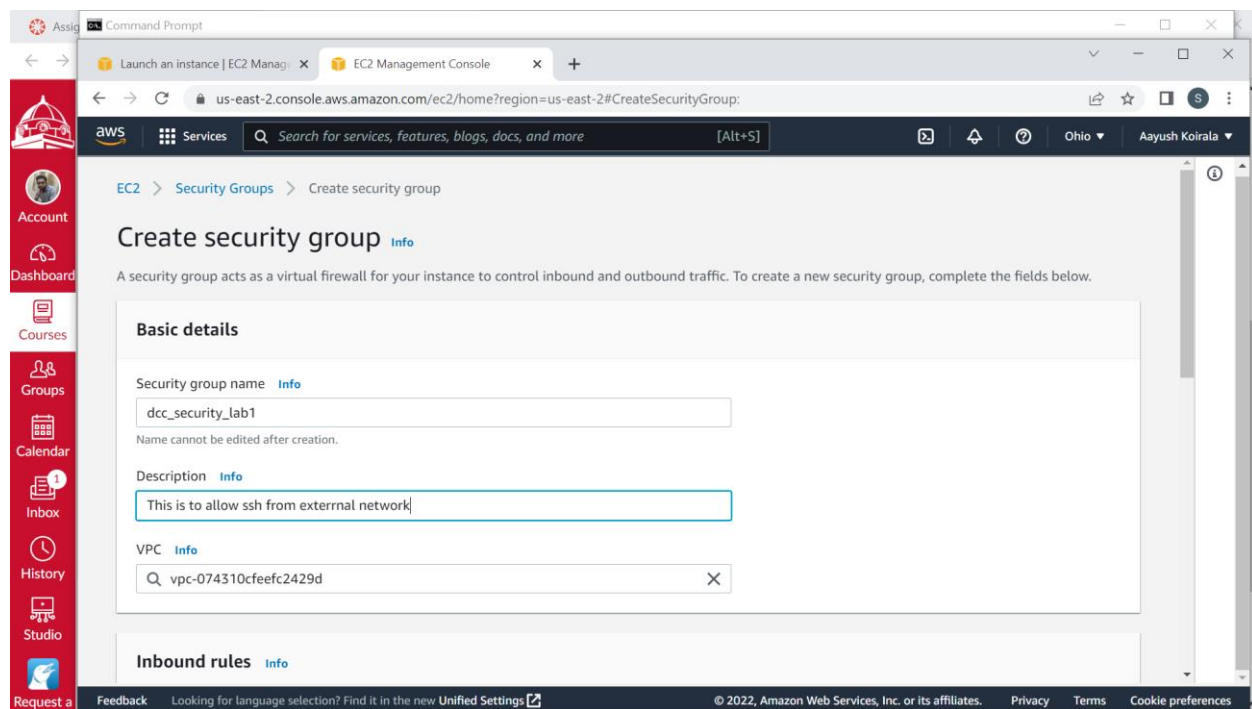 Assig
Command Prompt
Launch an instance | EC2 Manag
EC2 Management Console
us-east-2.console.aws.amazon.com/ec2/home?region=us-east-2#CreateSecurityGroup:
S
aws
Services
Search for services, features, blogs, docs, and more
[Alt+S]
Ohio
Aayush Koirala
Account
Dashboard
Courses
Groups
Calendar
1
Inbox
History
Studio
Request a
EC2 > Security Groups > Create security group
Create security group Info
A security group acts as a virtual firewall for your instance to control inbound and outbound traffic. To create a new security group, complete the fields below.
Basic details
Security group name Info
dcc_security_lab1
Name cannot be edited after creation.
Description Info
This is to allow ssh from exterrnal network
VPC Info
vpc-074310cfeefc2429d
Inbound rules Info
Feedback
Looking for language selection? Find it in the new Unified Settings
© 2022, Amazon Web Services, Inc. or its affiliates.
Privacy
Terms
Cookie preferences